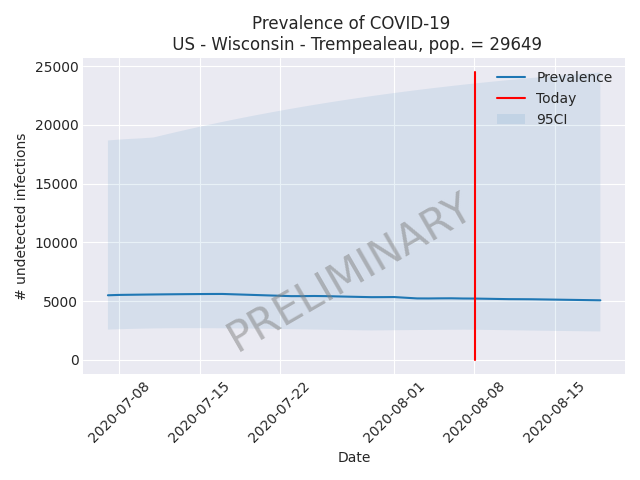 Prevalence of COVID-19
US - Wisconsin - Trempealeau, pop. = 29649
25000
20000
15000
10000
5000
0
# undetected infections
Prevalence
Today
95CI
PRELIMINARY
2020-07-08
2020-07-15
2020-07-22
2020-08-01
2020-08-08
2020-08-15
Date